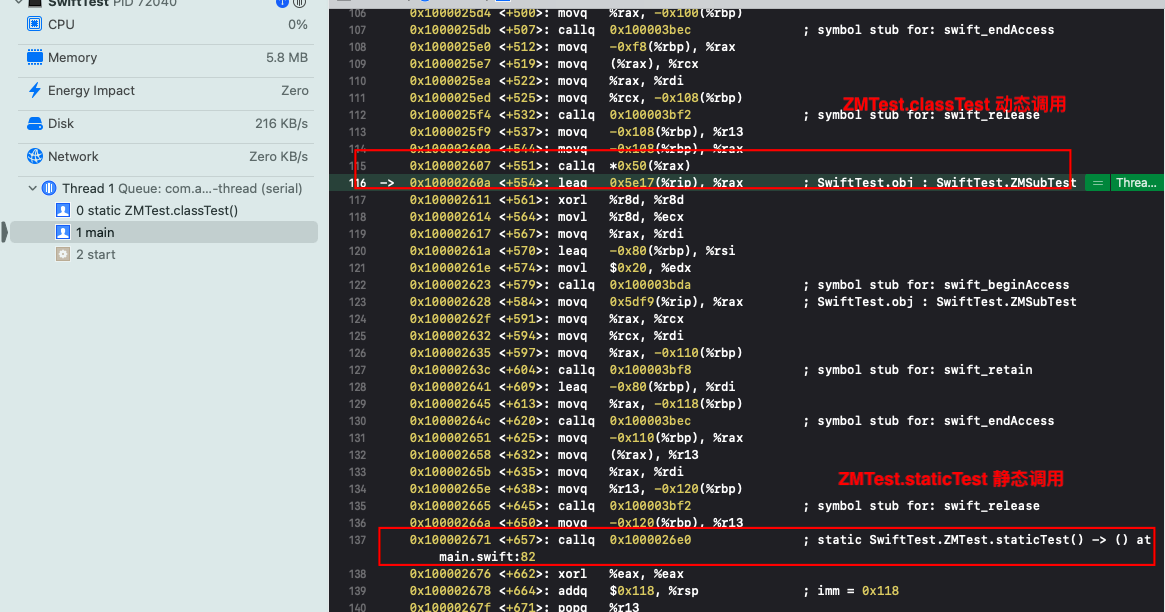 SwiftTest PID 72040
CPU 0%
Memory 5.8 MB
Energy Impact Zero
Disk 216 KB/s
Network Zero KB/s
Thread 1 Queue: com.a...-thread (serial)
0 static ZMTest.classTest()
1 main
2 start
106 0x1000025d4 <+500>: movq %rax, -0x100(%rbp)
107 0x1000025db <+507>: callq 0x100003bec ; symbol stub for: swift_endAccess
108 0x1000025e0 <+512>: movq -0xf8(%rbp), %rax
109 0x1000025e7 <+519>: movq (%rax), %rcx
110 0x1000025ea <+522>: movq %rax, %rdi
111 0x1000025ed <+525>: movq %rcx, -0x108(%rbp)
ZMTest.classTest 动态调用
112 0x1000025f4 <+532>: callq 0x100003bf2 ; symbol stub for: swift_release
113 0x1000025f9 <+537>: movq -0x108(%rbp), %r13
114 0x100002600 <+544>: movq -0x108(%rbp), %rax
115 0x100002607 <+551>: callq *0x50(%rax)
116 -> 0x10000260a <+554>: leaq 0x5e17(%rip), %rax ; SwiftTest.obj : SwiftTest.ZMSubTest = Threa...
117 0x100002611 <+561>: xorl %r8d, %r8d
118 0x100002614 <+564>: movl %r8d, %ecx
119 0x100002617 <+567>: movq %rax, %rdi
120 0x10000261a <+570>: leaq -0x80(%rbp), %rsi
121 0x10000261e <+574>: movl $0x20, %edx
122 0x100002623 <+579>: callq 0x100003bda ; symbol stub for: swift_beginAccess
123 0x100002628 <+584>: movq 0x5df9(%rip), %rax ; SwiftTest.obj : SwiftTest.ZMSubTest
124 0x10000262f <+591>: movq %rax, %rcx
125 0x100002632 <+594>: movq %rcx, %rdi
126 0x100002635 <+597>: movq %rax, -0x110(%rbp)
127 0x10000263c <+604>: callq 0x100003bf8 ; symbol stub for: swift_retain
128 0x100002641 <+609>: leaq -0x80(%rbp), %rdi
129 0x100002645 <+613>: movq %rax, -0x118(%rbp)
130 0x10000264c <+620>: callq 0x100003bec ; symbol stub for: swift_endAccess
131 0x100002651 <+625>: movq -0x110(%rbp), %rax
132 0x100002658 <+632>: movq (%rax), %r13
133 0x10000265b <+635>: movq %rax, %rdi
ZMTest.staticTest 静态调用
134 0x10000265e <+638>: movq %r13, -0x120(%rbp)
135 0x100002665 <+645>: callq 0x100003bf2 ; symbol stub for: swift_release
136 0x10000266a <+650>: movq -0x120(%rbp), %r13
137 0x100002671 <+657>: callq 0x1000026e0 ; static SwiftTest.ZMTest.staticTest() -> () at
main.swift:82
138 0x100002676 <+662>: xorl %eax, %eax
139 0x100002678 <+664>: addq $0x118, %rsp ; imm = 0x118
140 0x10000267f <+671>: popq %r13